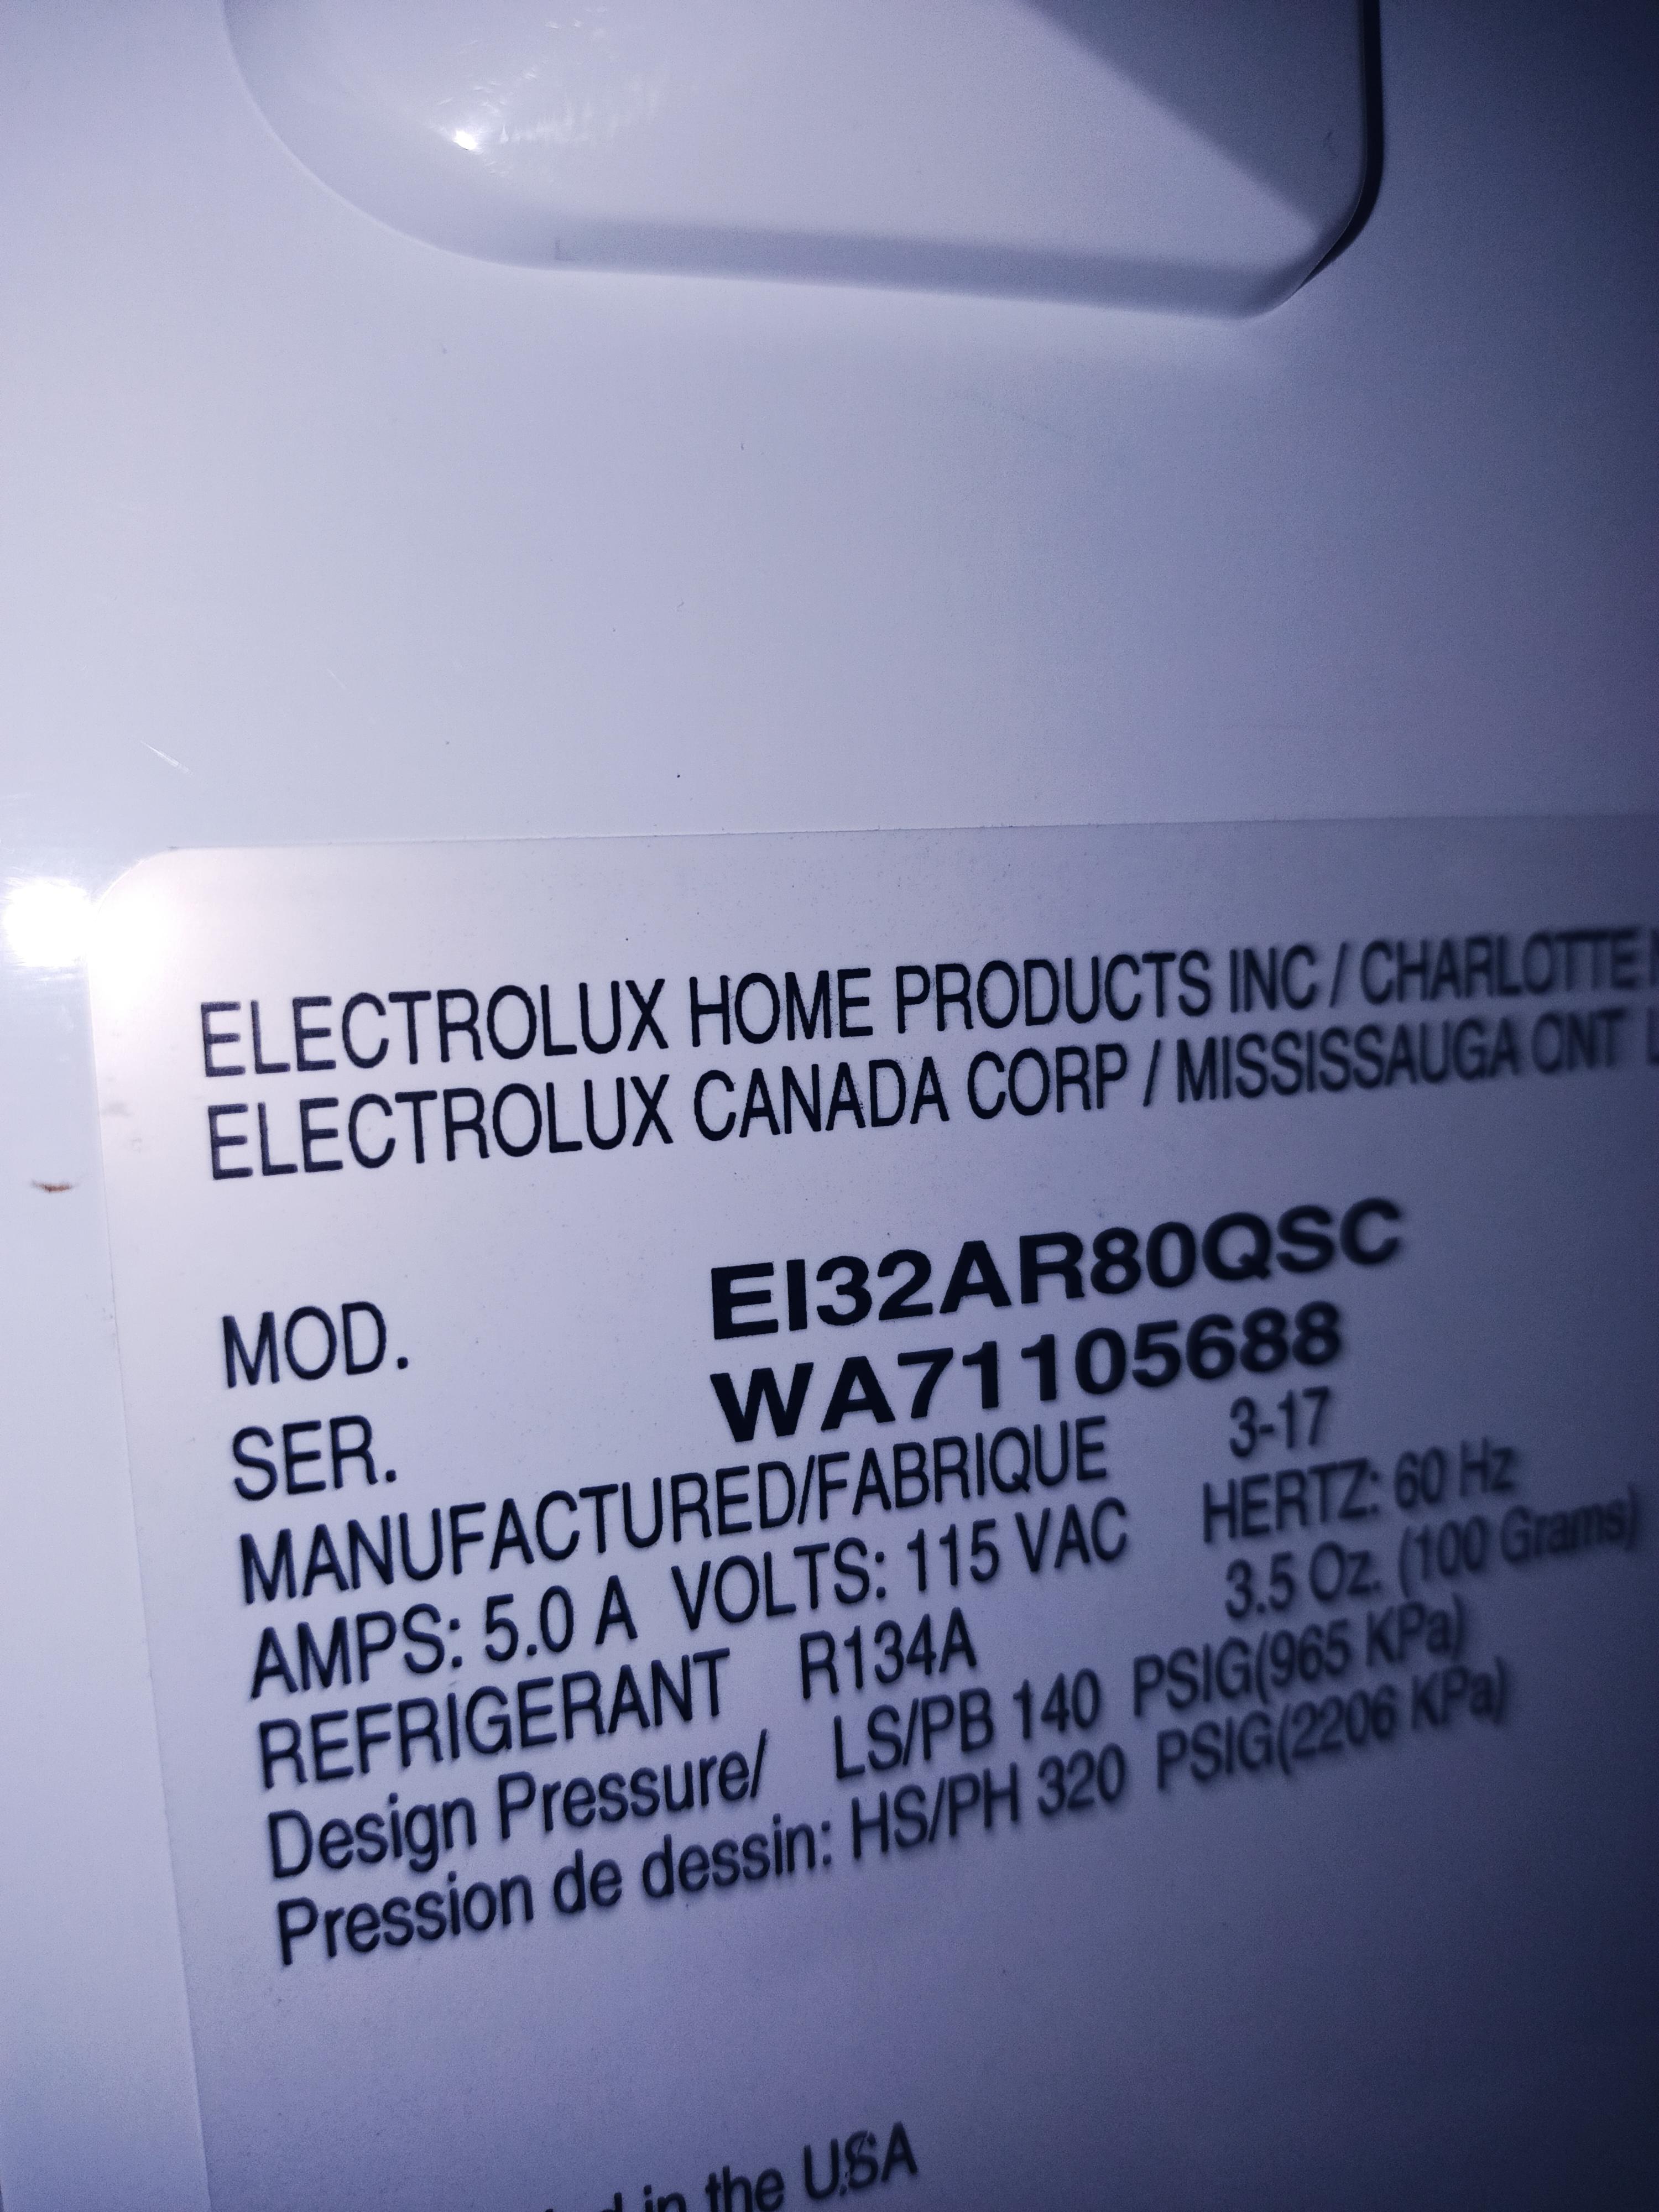 ELECTROLUX HOME PRODUCTS INC / CHARLOTTE
ELECTROLUX CANADA CORP / MISSISSAUGA ONT
MOD. EI32AR80QSC
SER. WA71105688
MANUFACTURED/FABRIQUE 3-17
AMPS: 5.0 A VOLTS: 115 VAC HERTZ: 60 Hz
REFRIGERANT R134A 3.5 Oz. (100 Grams)
Design Pressure/ LS/PB 140 PSIG(965 KPa)
Pression de dessin: HS/PH 320 PSIG(2206 KPa)
in the USA